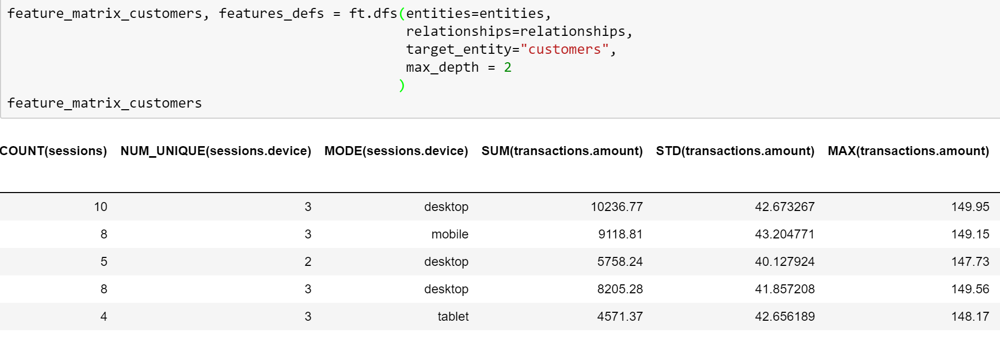 feature_matrix_customers, features_defs = ft.dfs(entities=entities,
relationships=relationships,
target_entity="customers",
max_depth = 2
)
feature_matrix_customers
COUNT(sessions) NUM_UNIQUE(sessions.device) MODE(sessions.device) SUM(transactions.amount) STD(transactions.amount) MAX(transactions.amount)
10 3 desktop 10236.77 42.673267 149.95
8 3 mobile 9118.81 43.204771 149.15
5 2 desktop 5758.24 40.127924 147.73
8 3 desktop 8205.28 41.857208 149.56
4 3 tablet 4571.37 42.656189 148.17